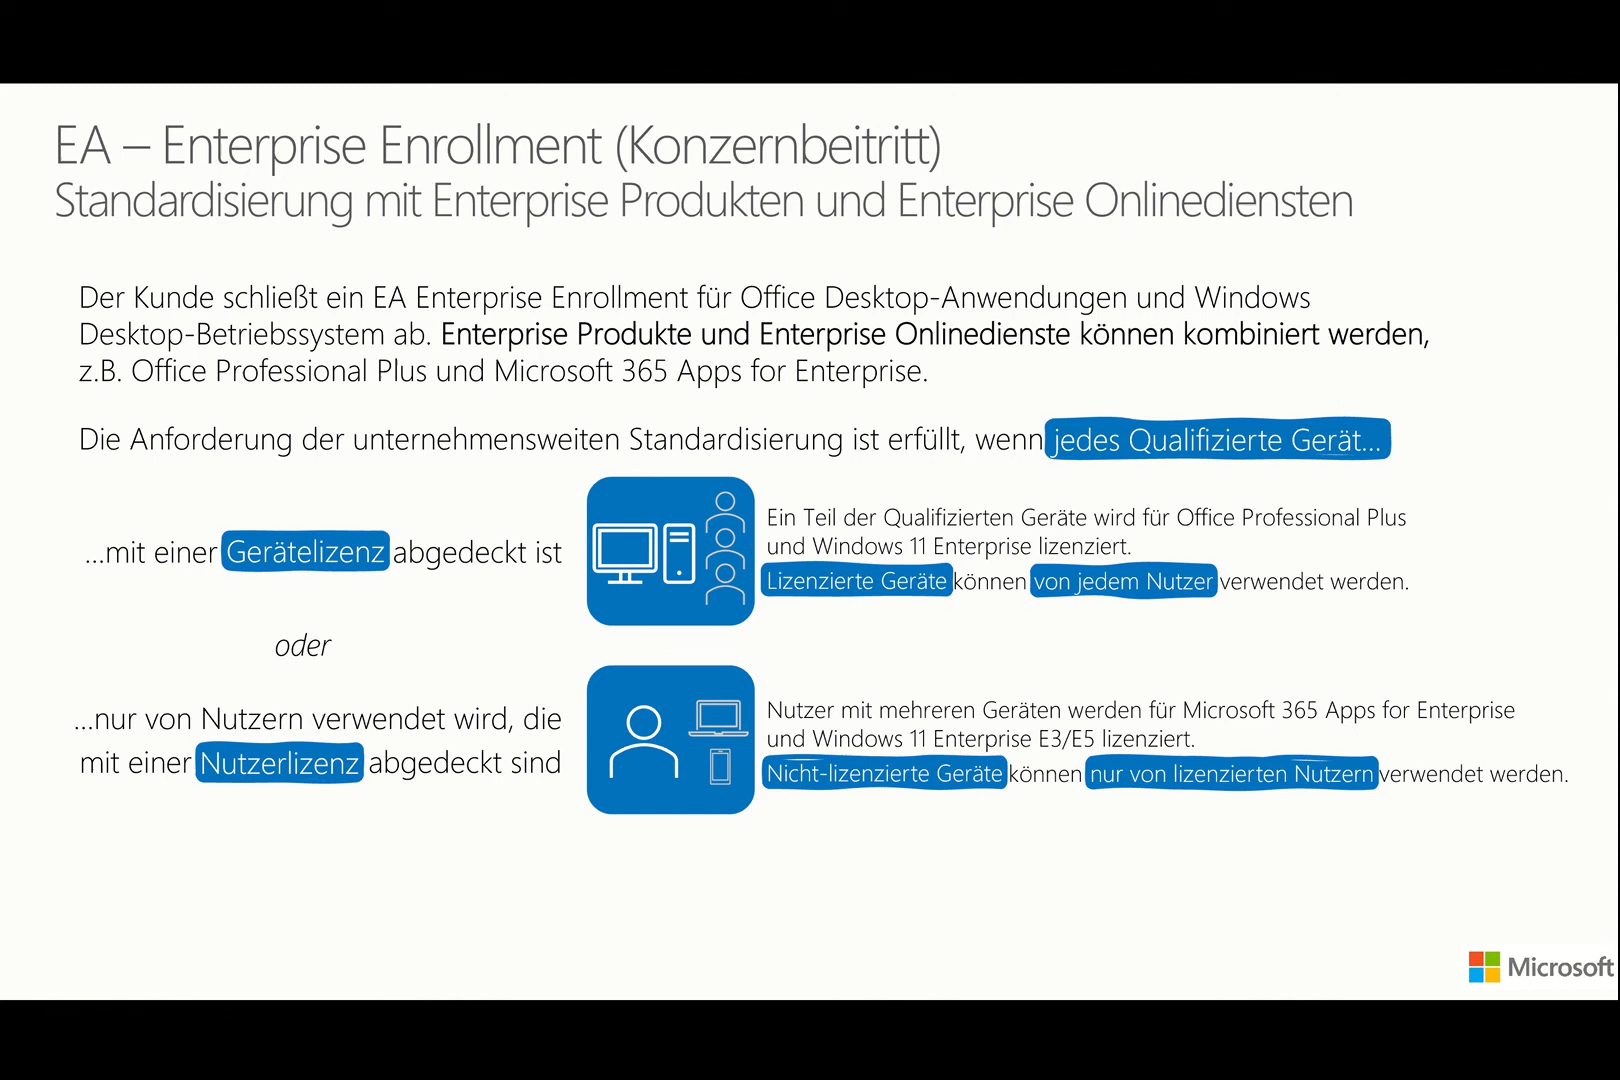 EA – Enterprise Enrollment (Konzernbeitritt)
Standardisierung mit Enterprise Produkten und Enterprise Onlinediensten
Der Kunde schließt ein EA Enterprise Enrollment für Office Desktop-Anwendungen und Windows
Desktop-Betriebssystem ab. Enterprise Produkte und Enterprise Onlinedienste können kombiniert werden,
z.B. Office Professional Plus und Microsoft 365 Apps for Enterprise.
Die Anforderung der unternehmensweiten Standardisierung ist erfüllt, wenn jedes Qualifizierte Gerät...
...mit einer Gerätelizenz abgedeckt ist
Ein Teil der Qualifizierten Geräte wird für Office Professional Plus
und Windows 11 Enterprise lizenziert.
Lizenzierte Geräte können von jedem Nutzer verwendet werden.
oder
...nur von Nutzern verwendet wird, die
mit einer Nutzerlizenz abgedeckt sind
Nutzer mit mehreren Geräten werden für Microsoft 365 Apps for Enterprise
und Windows 11 Enterprise E3/E5 lizenziert.
Nicht-lizenzierte Geräte können nur von lizenzierten Nutzern verwendet werden.
Microsoft